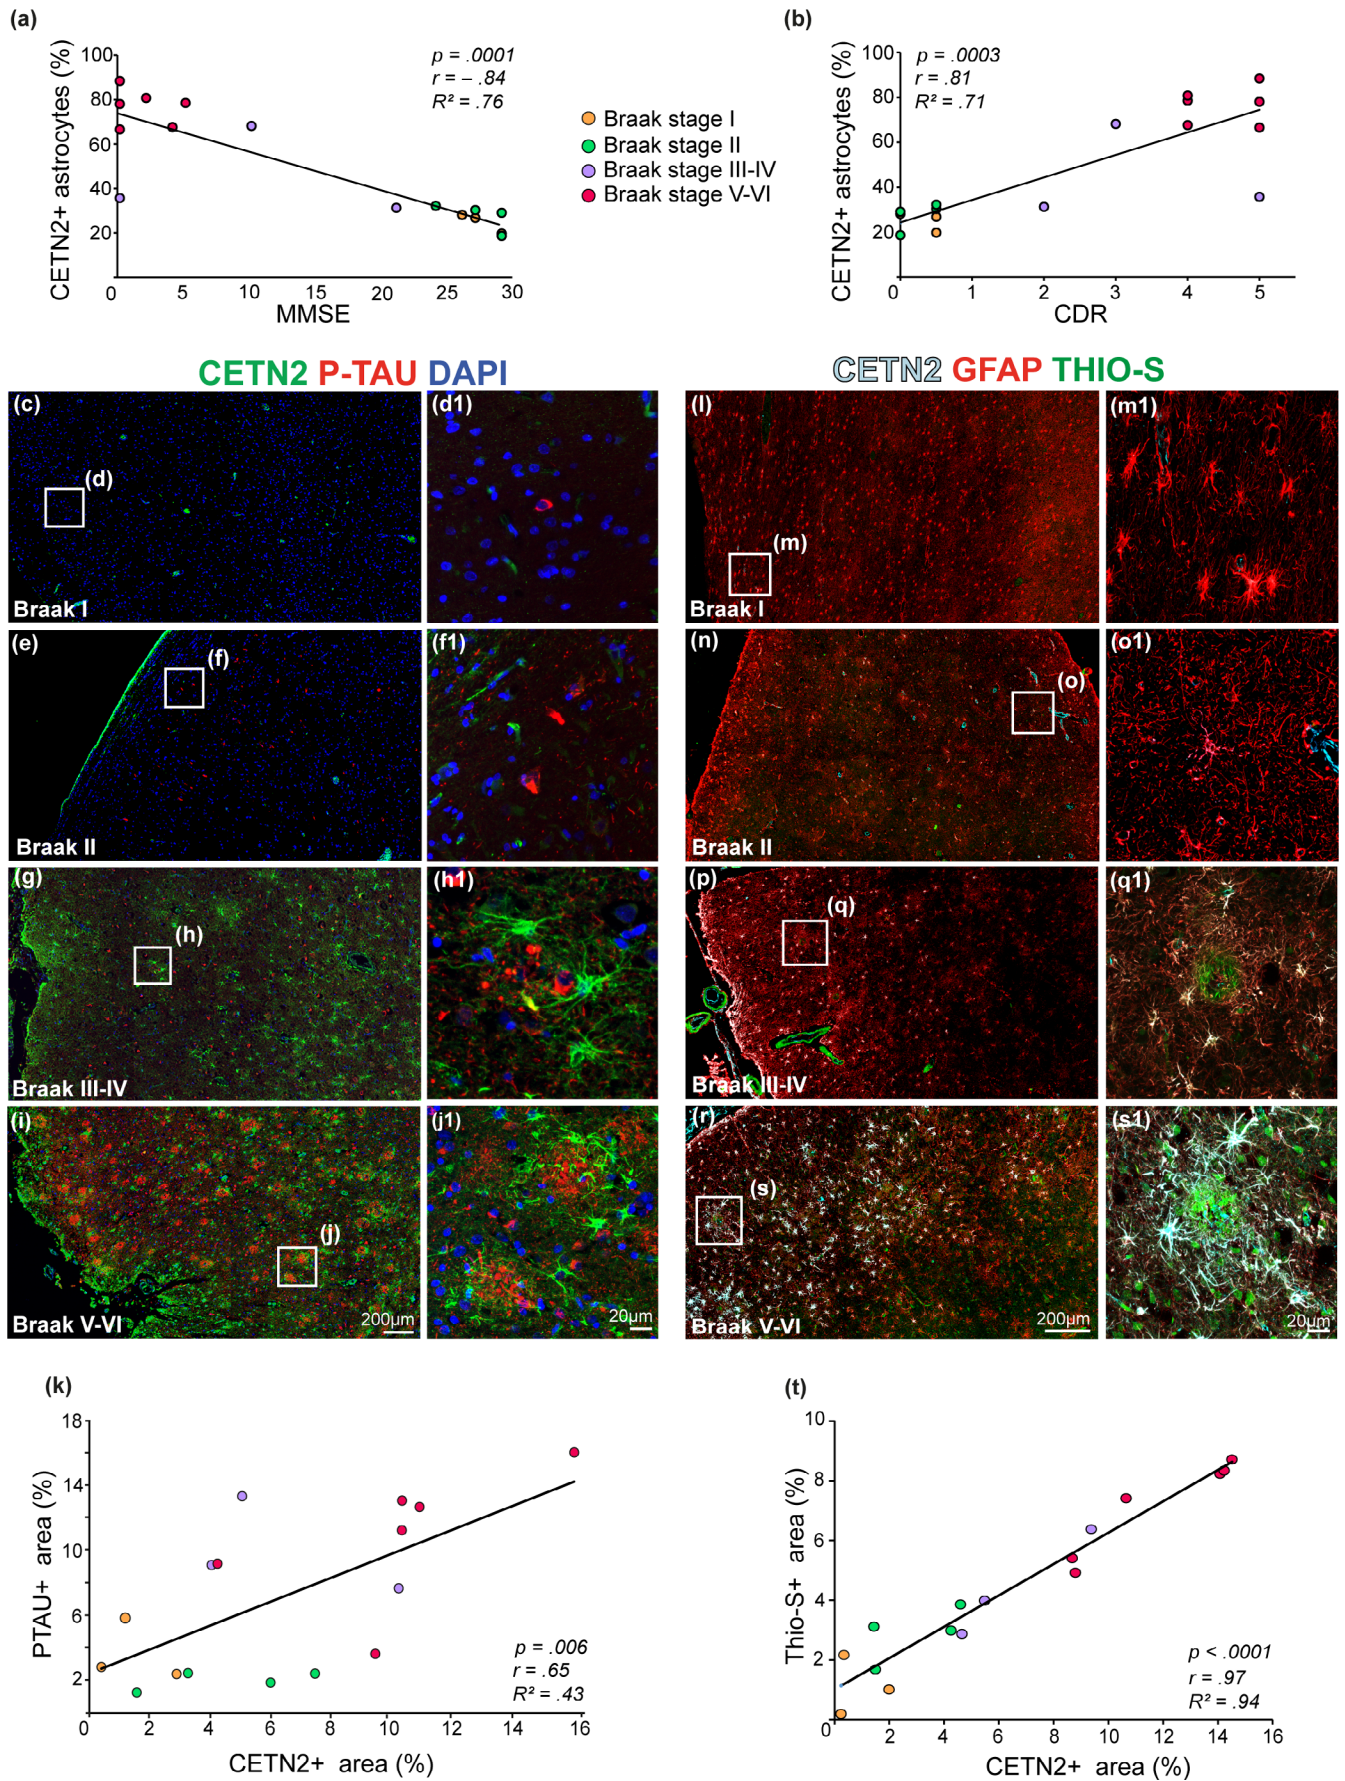 (a)
CETN2+ astrocytes (%)
100
80
60
40
20
0 5 10 15 20 25 30
MMSE
p = .0001
r = – .84
R² = .76
Braak stage I
Braak stage II
Braak stage III-IV
Braak stage V-VI
(b)
CETN2+ astrocytes (%)
100
80
60
40
20
0 1 2 3 4 5
CDR
p = .0003
r = .81
R² = .71
CETN2 P-TAU DAPI
(c)
(d)
Braak I
(d1)
(e)
(f)
Braak II
(f1)
(g)
(h)
Braak III-IV
(h1)
(i)
(j)
Braak V-VI
200µm
(j1)
20µm
CETN2 GFAP THIO-S
(l)
(m)
Braak I
(m1)
(n)
(o)
Braak II
(o1)
(p)
(q)
Braak III-IV
(q1)
(r)
(s)
Braak V-VI
200µm
(s1)
20µm
(k)
PTAU+ area (%)
18
14
10
6
2
0 2 4 6 8 10 12 14 16
CETN2+ area (%)
p = .006
r = .65
R² = .43
(t)
Thio-S+ area (%)
10
8
6
4
2
0 2 4 6 8 10 12 14 16
CETN2+ area (%)
p < .0001
r = .97
R² = .94